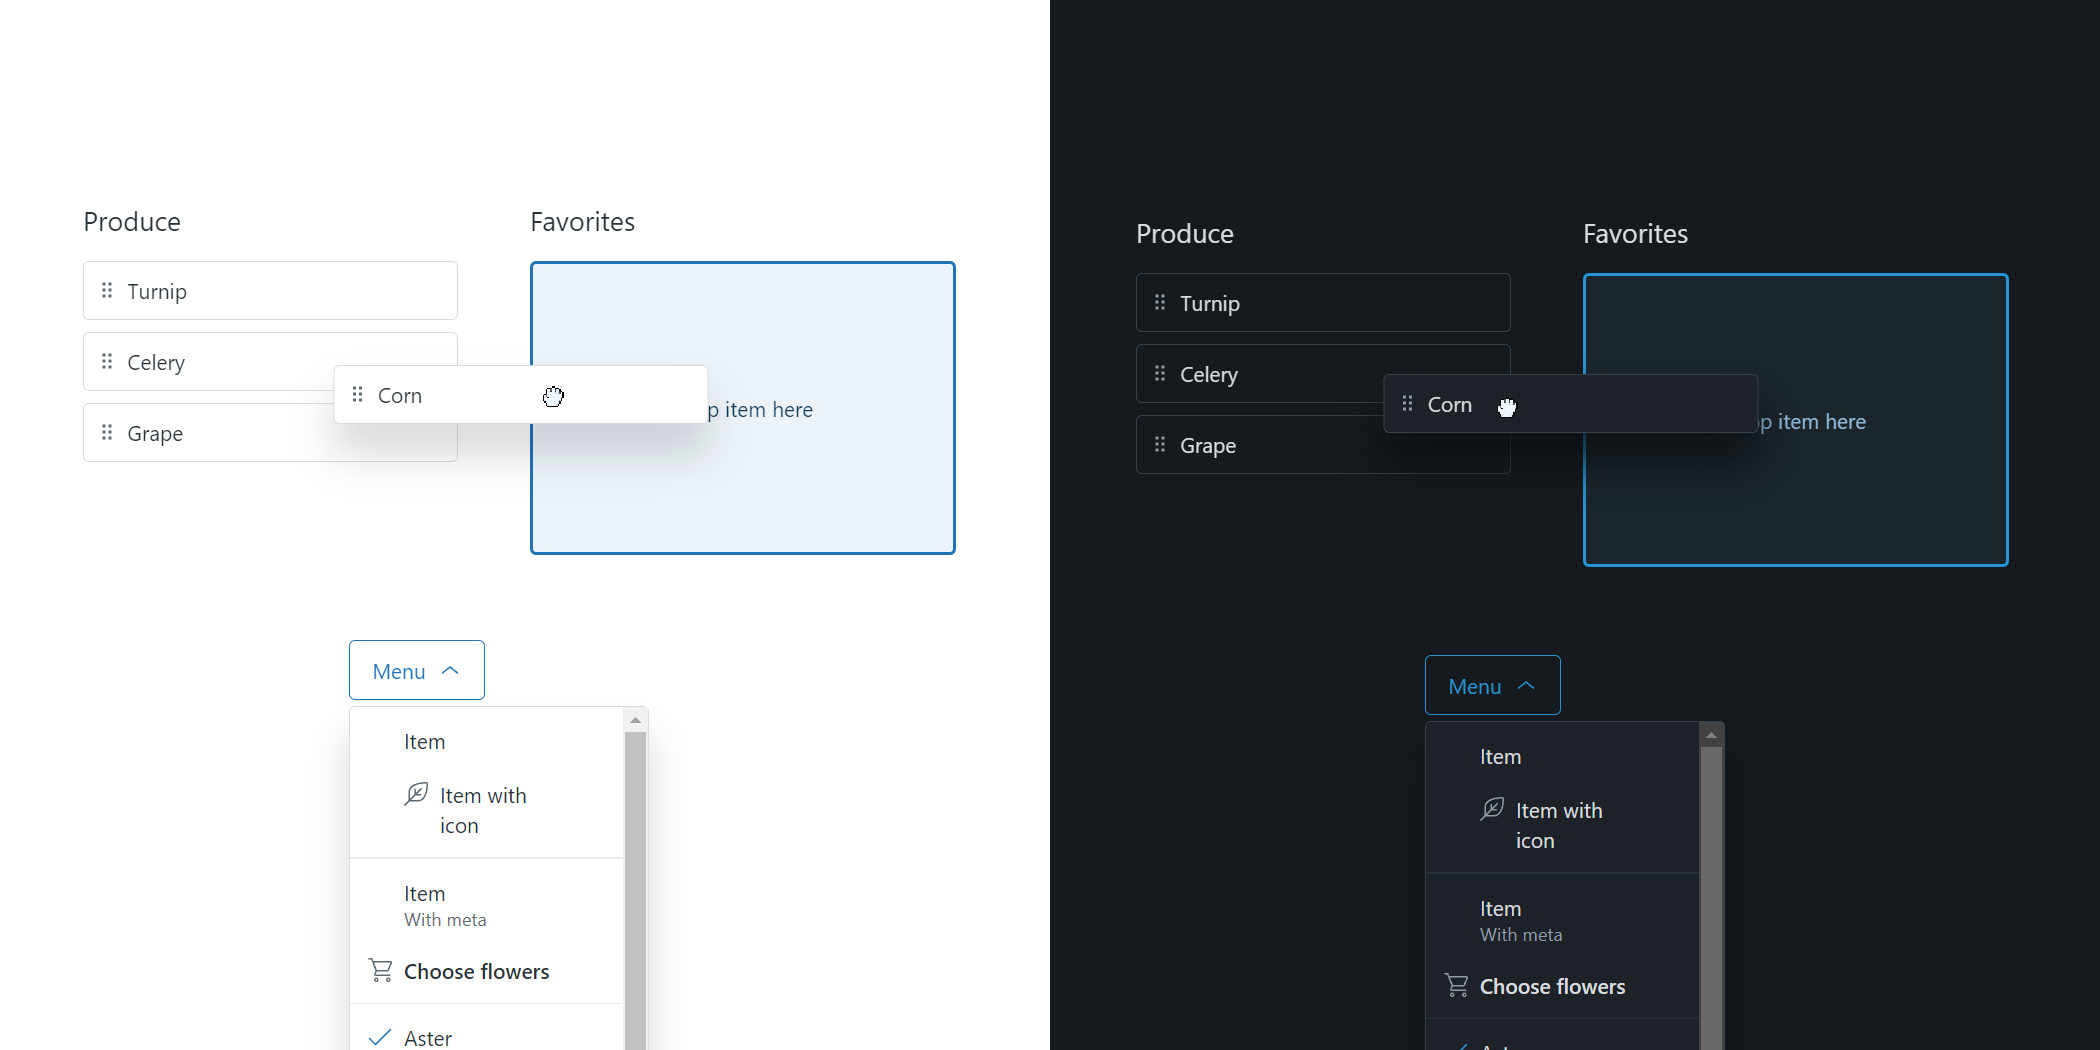 Produce
Favorites
Turnip
Celery
Corn
item here
Grape
Menu
Item
Item with
icon
Item
With meta
Choose flowers
Aster
Produce
Favorites
Turnip
Celery
Corn
item here
Grape
Menu
Item
Item with
icon
Item
With meta
Choose flowers